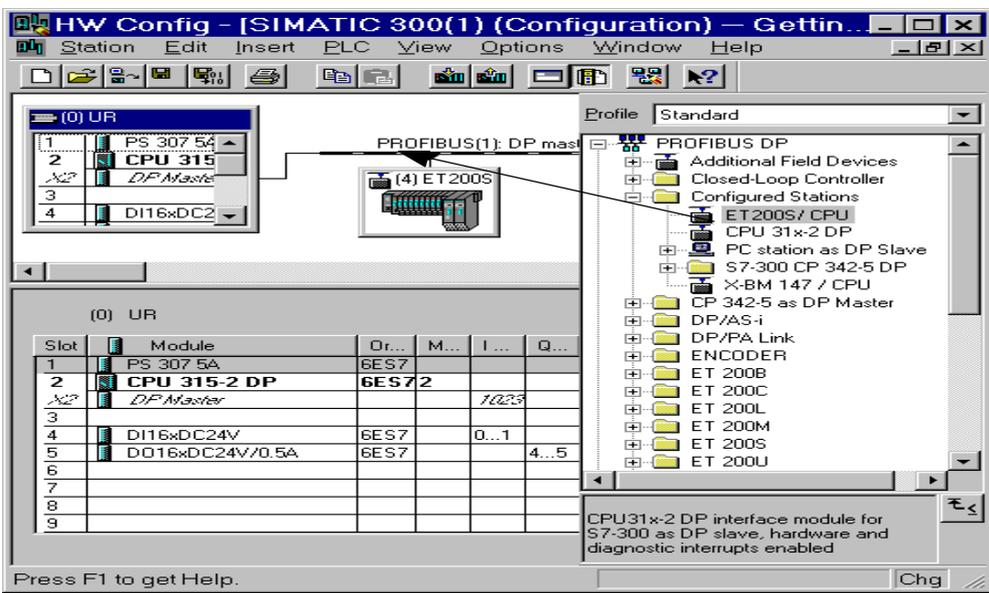 HW Config - [SIMATIC 300(1) (Configuration) — Gettin...
Station Edit Insert PLC View Options Window Help
(0) UR
1 PS 307 5A
2 CPU 315
X2 DP Maste
3
4 DI16xDC2
PROFIBUS(1): DP mast
(4) ET200S
Profile Standard
PROFIBUS DP
Additional Field Devices
Closed-Loop Controller
Configured Stations
ET200S/ CPU
CPU 31x-2 DP
PC station as DP Slave
S7-300 CP 342-5 DP
X-BM 147 / CPU
CP 342-5 as DP Master
DP/AS-i
DP/PA Link
ENCODER
ET 200B
ET 200C
ET 200L
ET 200M
ET 200S
ET 200U
(0) UR
Slot Module Or... M... I ... Q...
1 PS 307 5A 6ES7
2 CPU 315-2 DP 6ES7 2
X2 DP Master 1023
3
4 DI16xDC24V 6ES7 0...1
5 DO16xDC24V/0.5A 6ES7 4...5
6
7
8
9
CPU31x-2 DP interface module for
S7-300 as DP slave, hardware and
diagnostic interrupts enabled
Press F1 to get Help.
Chg